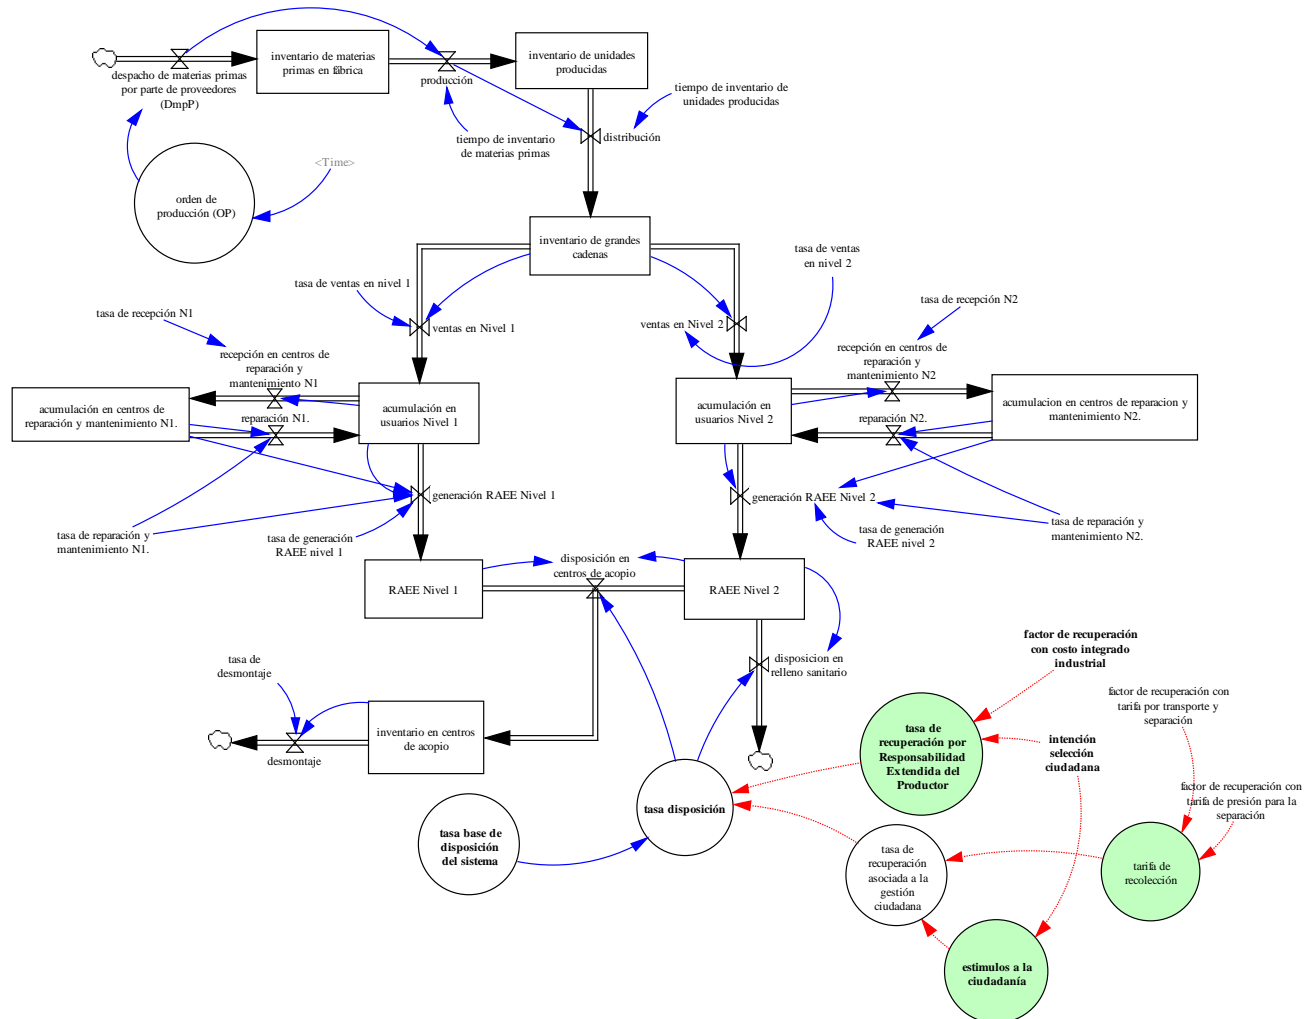 inventario de materias
primas en fábrica
inventario de unidades
producidas
despacho de materias primas
por parte de proveedores
(DmpP)
producción
tiempo de inventario de
unidades producidas
tiempo de inventario
de materias primas
distribución
<Time>
orden de
producción (OP)
inventario de grandes
cadenas
tasa de ventas
en nivel 2
tasa de ventas en nivel 1
tasa de recepción N1
tasa de recepción N2
ventas en Nivel 1
ventas en Nivel 2
recepción en centros de
reparación y
mantenimiento N1
recepción en centros de
reparación y
mantenimiento N2
acumulación en centros de
reparación y mantenimiento N1.
reparación N1.
acumulación en
usuarios Nivel 1
acumulación en
usuarios Nivel 2
reparación N2.
acumulacion en centros de reparacion y
mantenimiento N2.
generación RAEE Nivel 1
generación RAEE Nivel 2
tasa de reparación y
mantenimiento N1.
tasa de generación
RAEE nivel 1
tasa de generación
RAEE nivel 2
tasa de reparación y
mantenimiento N2.
disposición en
centros de acopio
RAEE Nivel 1
RAEE Nivel 2
tasa de
desmontaje
disposicion en
relleno sanitario
factor de recuperación
con costo integrado
industrial
factor de recuperación con
tarifa por transporte y
separación
inventario en centros
de acopio
desmontaje
tasa de
recuperación por
Responsabilidad
Extendida del
Productor
intención
selección
ciudadana
factor de recuperación con
tarifa de presión para la
separación
tasa disposición
tasa base de
disposición
del sistema
tasa de
recuperación
asociada a la
gestión
ciudadana
tarifa de
recolección
estimulos a la
ciudadanía